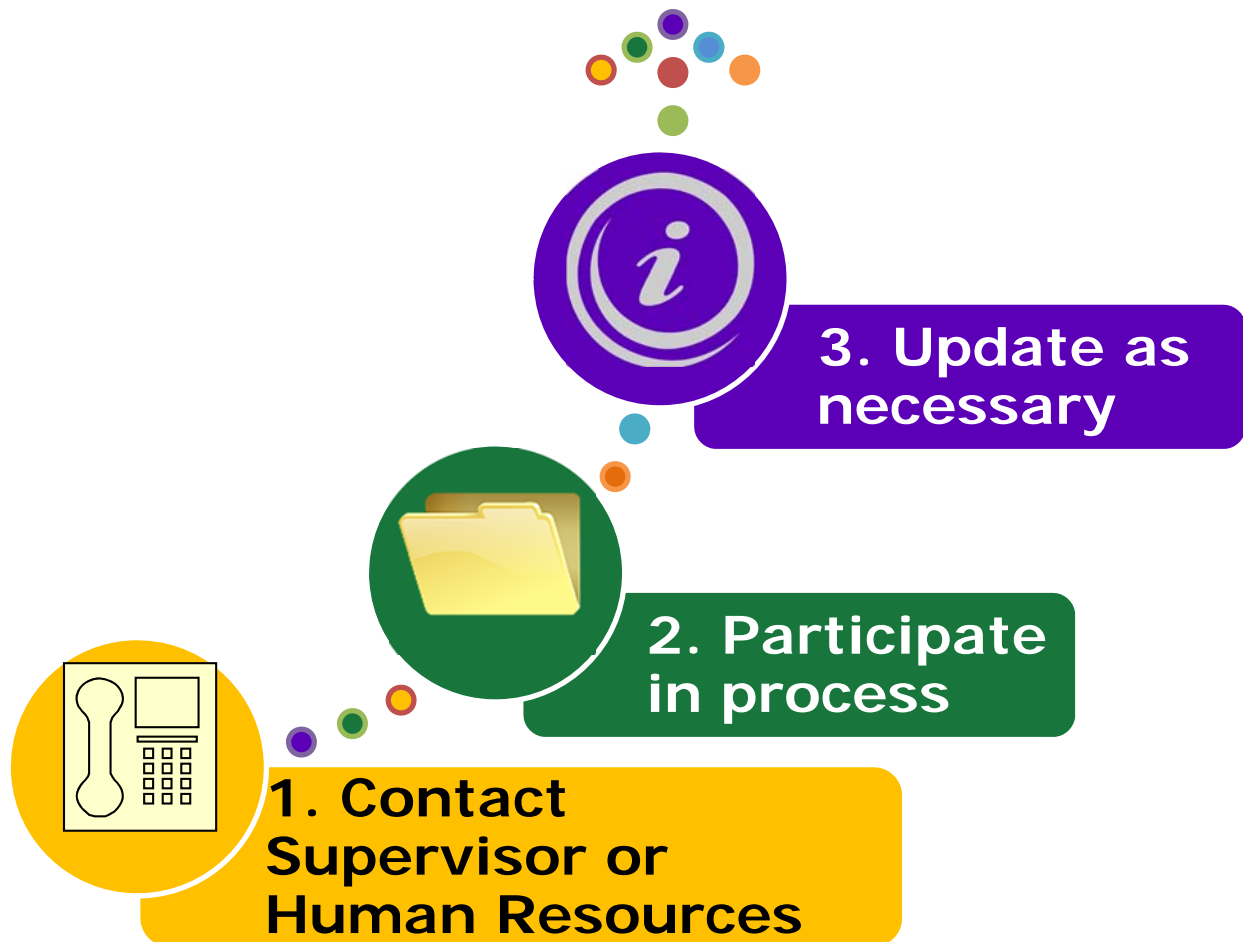 3. Update as
necessary
2. Participate
in process
1. Contact
Supervisor or
Human Resources